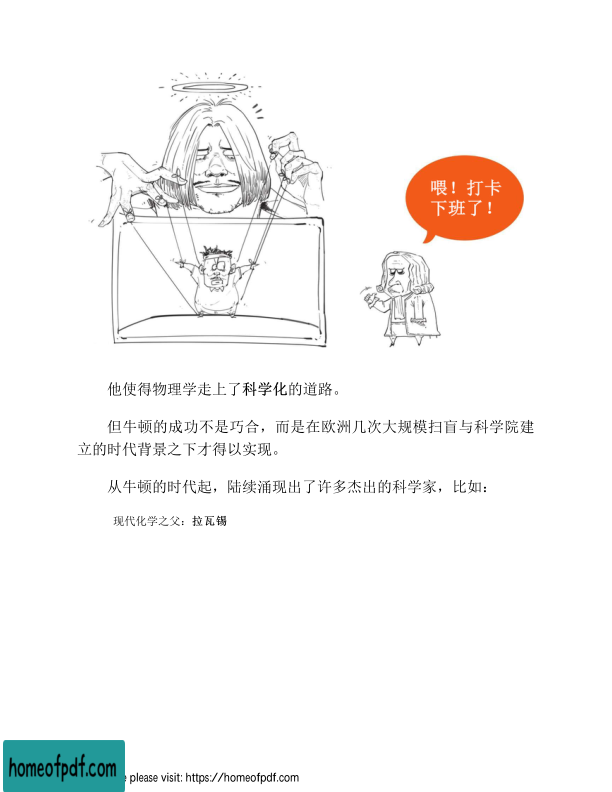 喂！打卡
下班了！
他使得物理学走上了科学化的道路。
但牛顿的成功不是巧合，而是在欧洲几次大规模扫盲与科学院建
立的时代背景之下才得以实现。
从牛顿的时代起，陆续涌现出了许多杰出的科学家，比如：
现代化学之父：拉瓦锡
homeofpdf.com
e please visit: https://homeofpdf.com